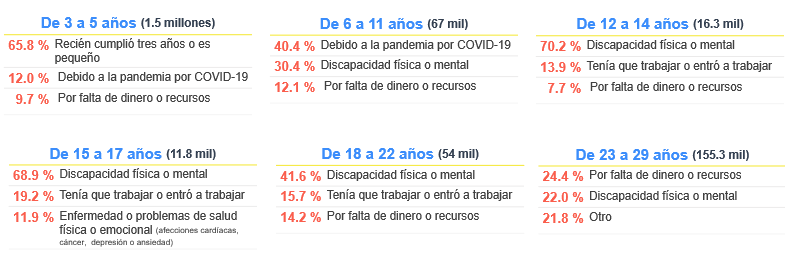 De 3 a 5 años (1.5 millones)
65.8 % Recién cumplió tres años o es
pequeño
12.0 % Debido a la pandemia por COVID-19
9.7 % Por falta de dinero o recursos
De 6 a 11 años (67 mil)
40.4 % Debido a la pandemia por COVID-19
30.4 % Discapacidad física o mental
12.1 % Por falta de dinero o recursos
De 12 a 14 años (16.3 mil)
70.2 % Discapacidad física o mental
13.9 % Tenía que trabajar o entró a trabajar
7.7 % Por falta de dinero o recursos
De 15 a 17 años (11.8 mil)
68.9 % Discapacidad física o mental
19.2 % Tenía que trabajar o entró a trabajar
11.9 % Enfermedad o problemas de salud
física o emocional (afecciones cardíacas,
cáncer, depresión o ansiedad)
De 18 a 22 años (54 mil)
41.6 % Discapacidad física o mental
15.7 % Tenía que trabajar o entró a trabajar
14.2 % Por falta de dinero o recursos
De 23 a 29 años (155.3 mil)
24.4 % Por falta de dinero o recursos
22.0 % Discapacidad física o mental
21.8 % Otro